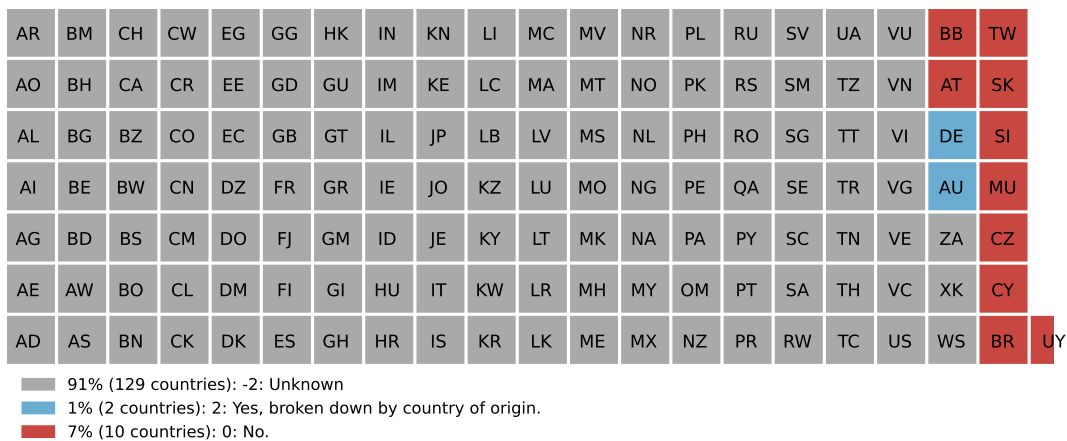 AR BM CH CW EG GG HK IN KN LI MC MV NR PL RU SV UA VU BB TW
AO BH CA CR EE GD GU IM KE LC MA MT NO PK RS SM TZ VN AT SK
AL BG BZ CO EC GB GT IL JP LB LV MS NL PH RO SG TT VI DE SI
AI BE BW CN DZ FR GR IE JO KZ LU MO NG PE QA SE TR VG AU MU
AG BD BS CM DO FJ GM ID JE KY LT MK NA PA PY SC TN VE ZA CZ
AE AW BO CL DM FI GI HU IT KW LR MH MY OM PT SA TH VC XK CY
AD AS BN CK DK ES GH HR IS KR LK ME MX NZ PR RW TC US WS BR UY
91% (129 countries): -2: Unknown
1% (2 countries): 2: Yes, broken down by country of origin.
7% (10 countries): 0: No.